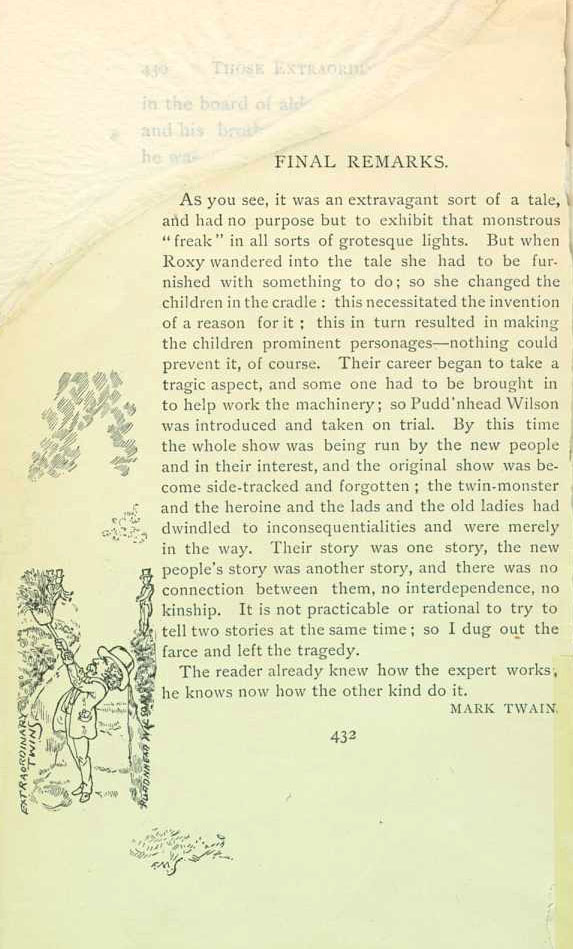 430 THOSE EXTRAORDI
in the board of ald
and his broth
he was
FINAL REMARKS.
As you see, it was an extravagant sort of a tale,
and had no purpose but to exhibit that monstrous
"freak" in all sorts of grotesque lights. But when
Roxy wandered into the tale she had to be fur-
nished with something to do; so she changed the
children in the cradle: this necessitated the invention
of a reason for it; this in turn resulted in making
the children prominent personages—nothing could
prevent it, of course. Their career began to take a
tragic aspect, and some one had to be brought in
to help work the machinery; so Pudd'nhead Wilson
was introduced and taken on trial. By this time
the whole show was being run by the new people
and in their interest, and the original show was be-
come side-tracked and forgotten; the twin-monster
and the heroine and the lads and the old ladies had
dwindled to inconsequentialities and were merely
in the way. Their story was one story, the new
people's story was another story, and there was no
connection between them, no interdependence, no
kinship. It is not practicable or rational to try to
tell two stories at the same time; so I dug out the
farce and left the tragedy.
The reader already knew how the expert works;
he knows now how the other kind do it.
MARK TWAIN.
432
EXTRAORDINARY
TWINS
PUDDNHEAD WILSON